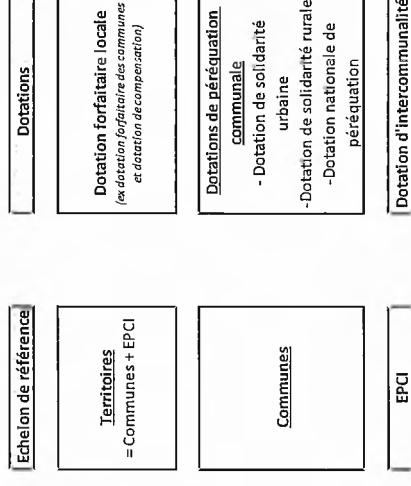 Echelon de référence
Dotations
Territoires
= Communes + EPCI
Dotation forfaitaire locale
(ex dotation forfaitaire des communes
et dotation de compensation)
Communes
Dotations de péréquation
communale
- Dotation de solidarité
urbaine
-Dotation de solidarité rurale
-Dotation nationale de
péréquation
EPCI
Dotation d'intercommunalité